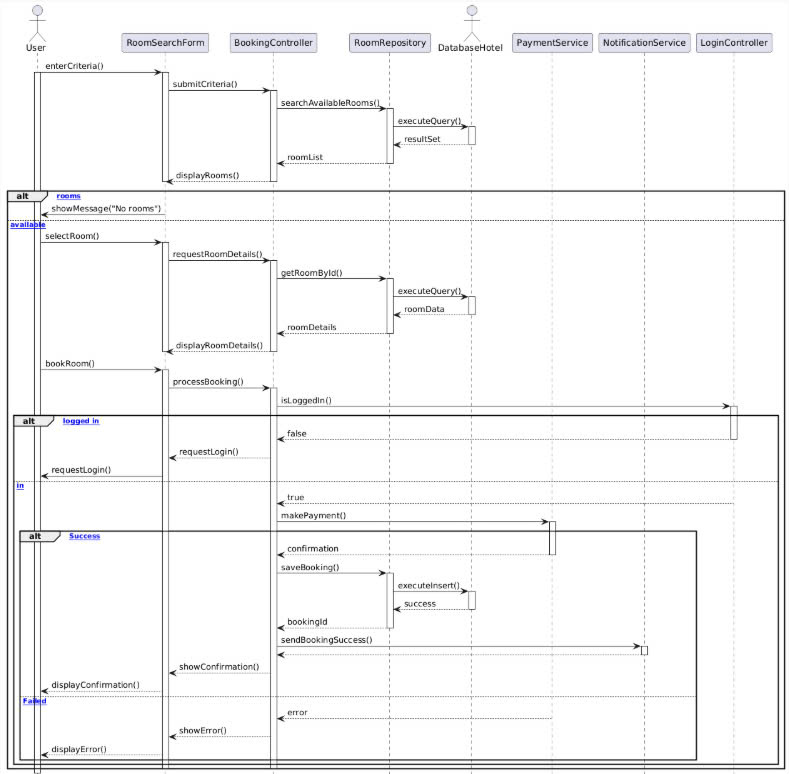 User
RoomSearchForm
BookingController
RoomRepository
DatabaseHotel
PaymentService
NotificationService
LoginController
enterCriteria()
submitCriteria()
searchAvailableRooms()
executeQuery()
resultSet
roomList
displayRooms()
alt rooms
showMessage("No rooms")
available
selectRoom()
requestRoomDetails()
getRoomById()
executeQuery()
roomData
roomDetails
displayRoomDetails()
bookRoom()
processBooking()
isLoggedIn()
alt logged in
false
requestLogin()
requestLogin()
in
true
makePayment()
alt Success
confirmation
saveBooking()
executeInsert()
success
bookingId
sendBookingSuccess()
showConfirmation()
displayConfirmation()
Failed
error
showError()
displayError()